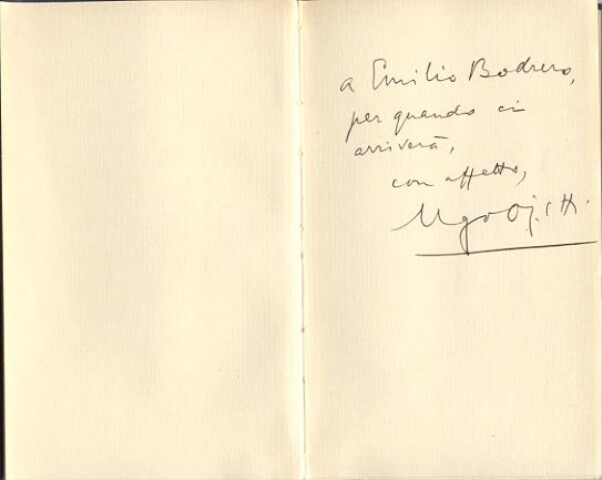 a Emilio Bodrero,
per quando ci
arriverà,
con affetto,
Ugo Ojetti.